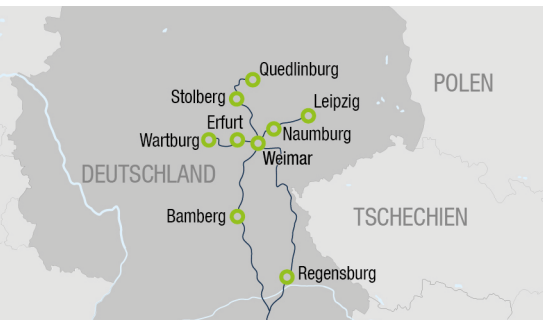 Quedlinburg
POLEN
Stolberg
Leipzig
Erfurt
Naumburg
Wartburg
Weimar
DEUTSCHLAND
Bamberg
TSCHECHIEN
Regensburg